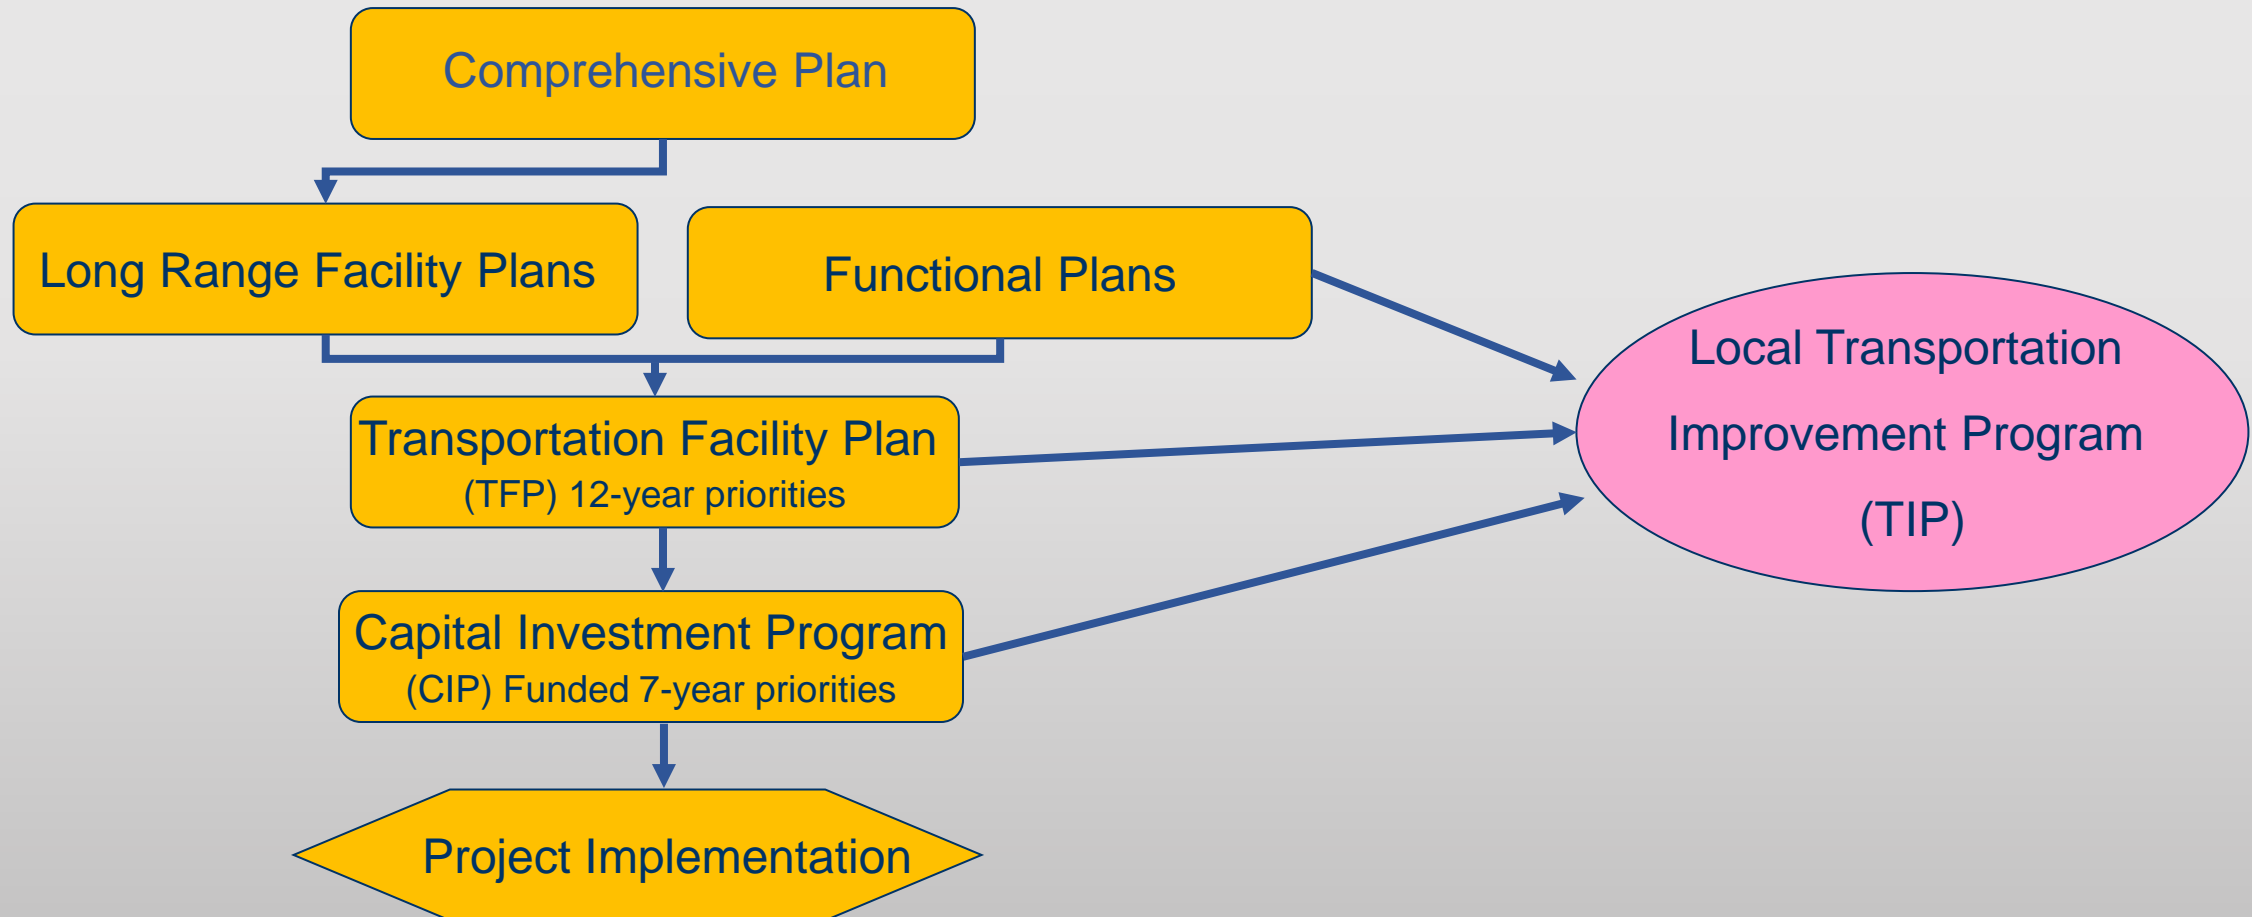 Comprehensive Plan
Long Range Facility Plans
Functional Plans
Local Transportation
Improvement Program
(TIP)
Transportation Facility Plan
(TFP) 12-year priorities
Capital Investment Program
(CIP) Funded 7-year priorities
Project Implementation